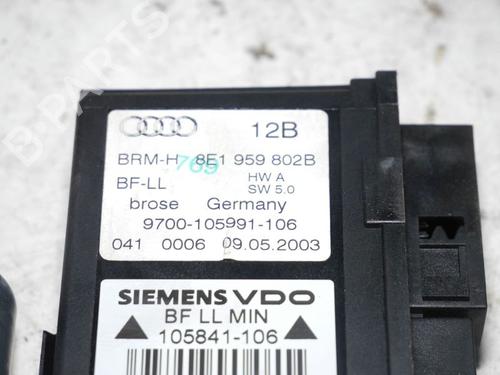 B-PARTS
12B
BRM-H 8E1 959 802B
769
BF-LL HW A
SW 5.0
brose Germany
9700-105991-106
041 0006 09.05.2003
SIEMENS VDO
BF LL MIN
105841-106